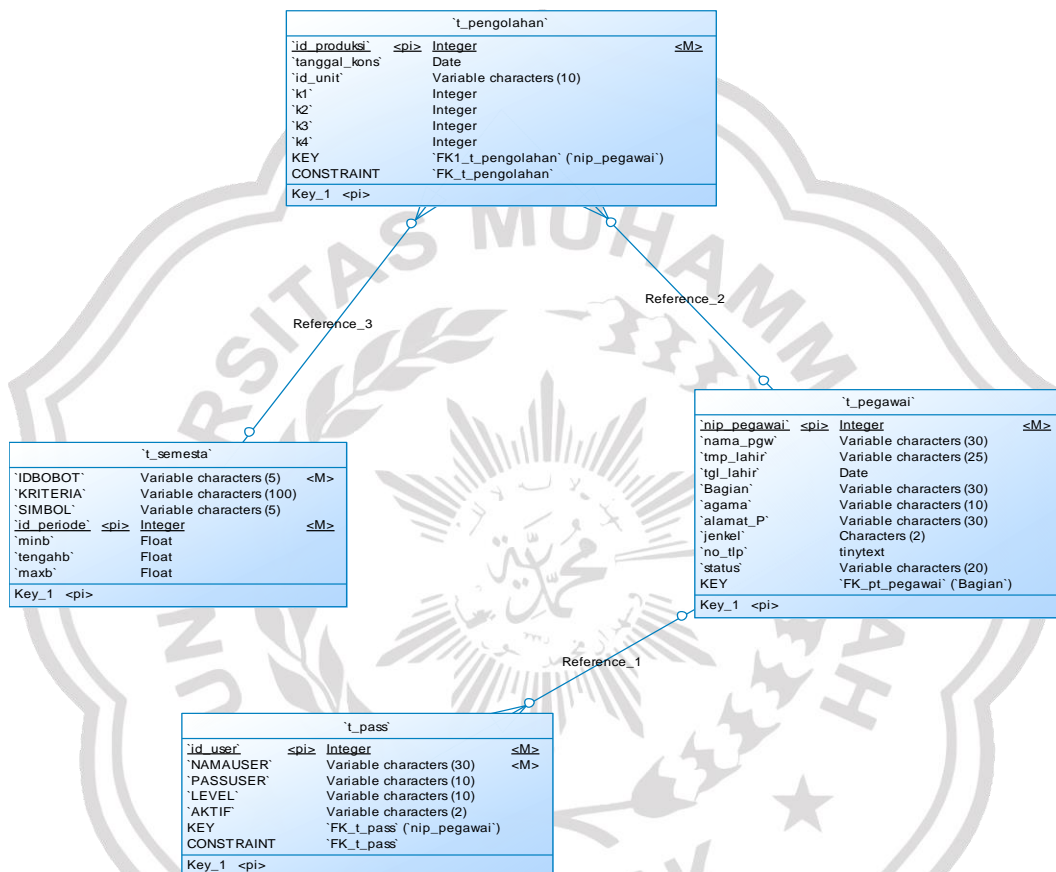 `t_pengolahan`
`id_produksi` <pi> Integer <M>
`tanggal_kons` Date
`id_unit` Variable characters (10)
`k1` Integer
`k2` Integer
`k3` Integer
`k4` Integer
KEY `FK1_t_pengolahan` (`nip_pegawai`)
CONSTRAINT `FK_t_pengolahan`
Key_1 <pi>
UNIVERSITAS MUHAMM
AH
Reference_3
Reference_2
`t_semesta`
`IDBOBOT` Variable characters (5) <M>
`KRITERIA` Variable characters (100)
`SIMBOL` Variable characters (5)
`id_periode` <pi> Integer <M>
`minb` Float
`tengahb` Float
`maxb` Float
Key_1 <pi>
`t_pegawai`
`nip_pegawai` <pi> Integer <M>
`nama_pgw` Variable characters (30)
`tmp_lahir` Variable characters (25)
`tgl_lahir` Date
`Bagian` Variable characters (30)
`agama` Variable characters (10)
`alamat_P` Variable characters (30)
`jenkel` Characters (2)
`no_tlp` tinytext
`status` Variable characters (20)
KEY `FK_pt_pegawai` (`Bagian`)
Key_1 <pi>
Reference_1
`t_pass`
`id_user` <pi> Integer <M>
`NAMAUSER` Variable characters (30) <M>
`PASSUSER` Variable characters (10)
`LEVEL` Variable characters (10)
`AKTIF` Variable characters (2)
KEY `FK_t_pass` (`nip_pegawai`)
CONSTRAINT `FK_t_pass`
Key_1 <pi>